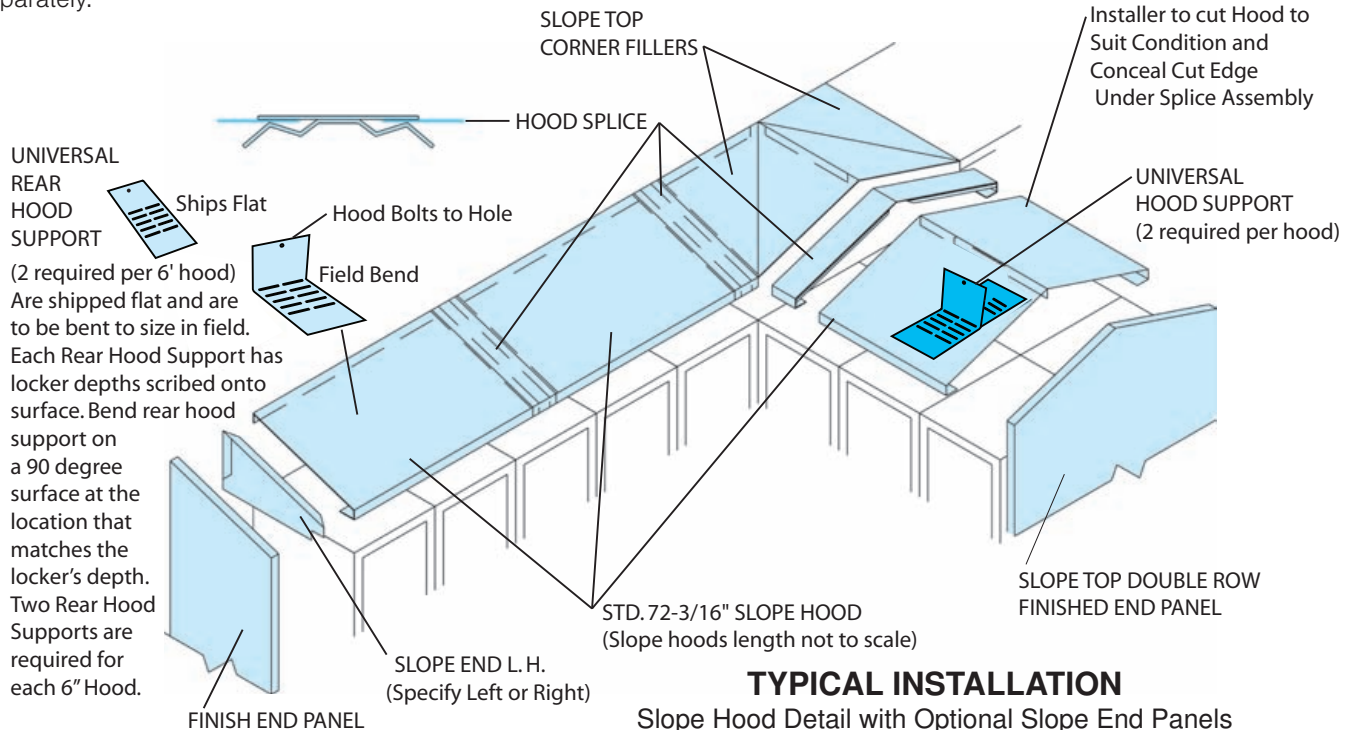 parately.
SLOPE TOP
CORNER FILLERS
Installer to cut Hood to
Suit Condition and
Conceal Cut Edge
Under Splice Assembly
HOOD SPLICE
UNIVERSAL
REAR
HOOD
SUPPORT
Ships Flat
Hood Bolts to Hole
Field Bend
(2 required per 6' hood)
Are shipped flat and are
to be bent to size in field.
Each Rear Hood Support has
locker depths scribed onto
surface. Bend rear hood
support on
a 90 degree
surface at the
location that
matches the
locker's depth.
Two Rear Hood
Supports are
required for
each 6" Hood.
UNIVERSAL
HOOD SUPPORT
(2 required per hood)
SLOPE TOP DOUBLE ROW
FINISHED END PANEL
STD. 72-3/16" SLOPE HOOD
(Slope hoods length not to scale)
SLOPE END L. H.
(Specify Left or Right)
FINISH END PANEL
TYPICAL INSTALLATION
Slope Hood Detail with Optional Slope End Panels